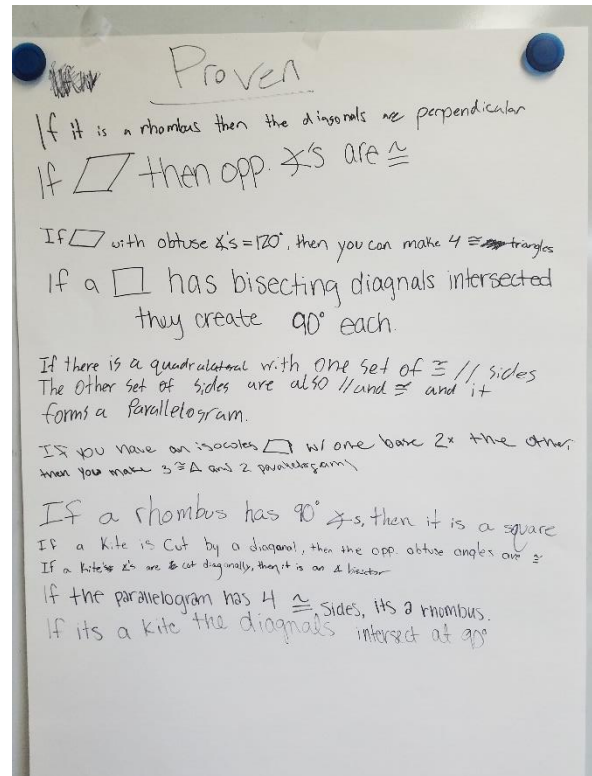 Proven
If it is a rhombus then the diagonals are perpendicular
If ▱ then opp. ∡'s are ≅
If ▱ with obtuse ∡'s = 120°, then you can make 4 ≅ triangles
If a □ has bisecting diagnals intersected
they create 90° each.
If there is a quadralateral with one set of ≅ // sides
The other set of sides are also // and ≅ and it
forms a Parallelogram.
If you have an isocoles ⏢ w/ one base 2x the other,
then you make 3 ≅ ∆ and 2 paralelogram
If a rhombus has 90° ∡s, then it is a square
If a Kite is Cut by a diagonal, then the opp. obtuse angles are ≅
If a kite's ∡'s are cut diagonally, then it is an ∡ bisector
If the parallelogram has 4 ≅ sides, its a rhombus.
If its a kite the diagnals intersect at 90°